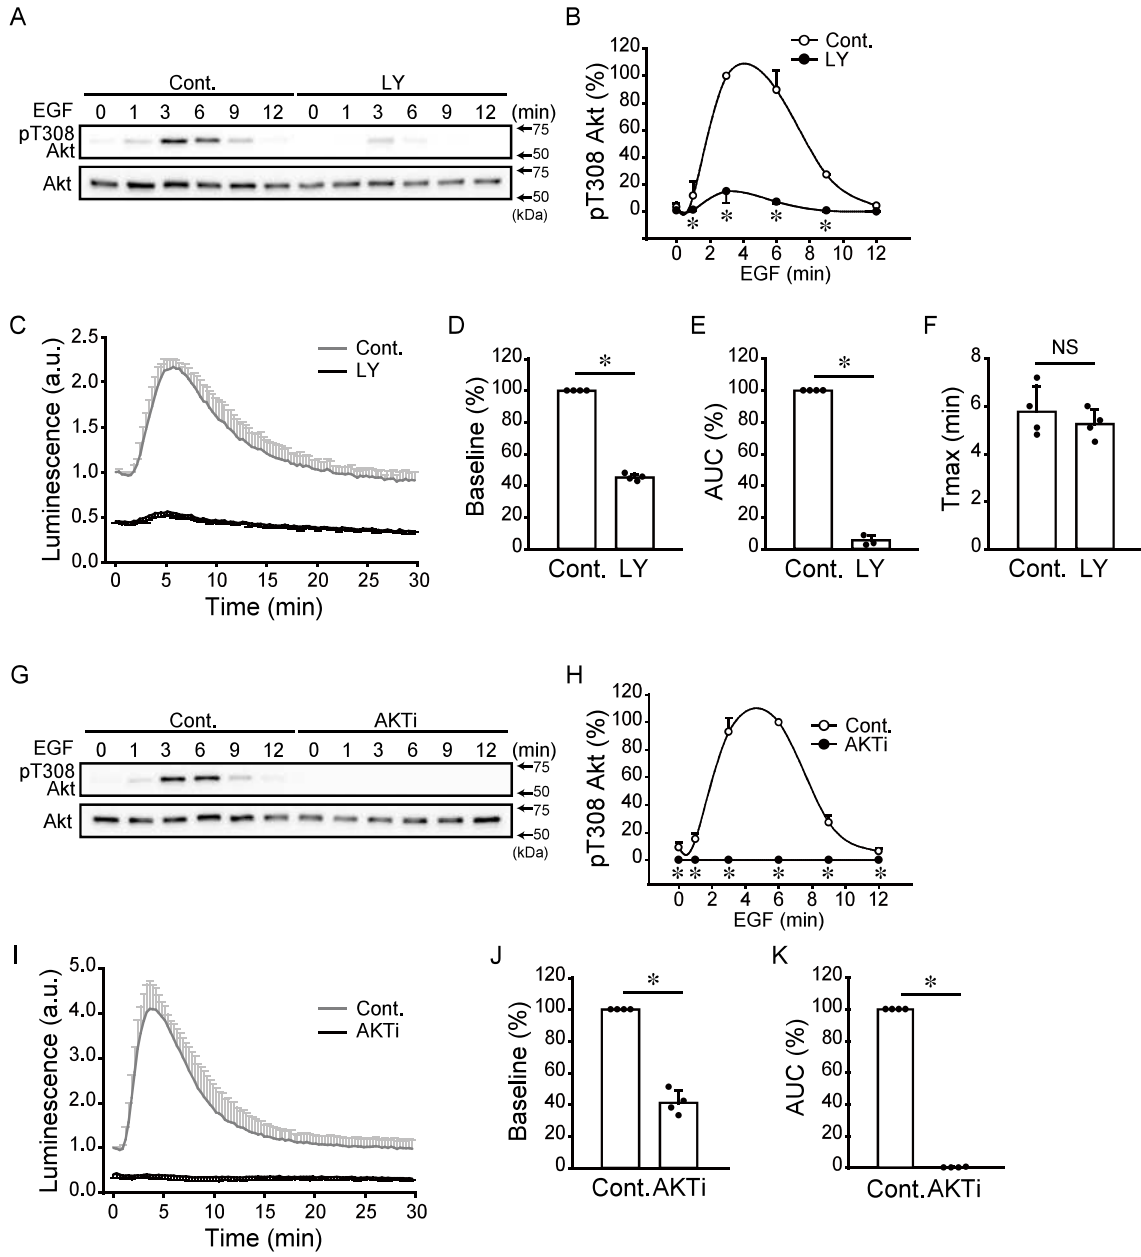 A
Cont. LY
EGF 0 1 3 6 9 12 0 1 3 6 9 12 (min)
pT308
Akt
75
50
Akt
75
50
(kDa)
B
Cont.
LY
pT308 Akt (%)
120
100
80
60
40
20
0
* * * *
0 2 4 6 8 10 12
EGF (min)
C
Luminescence (a.u.)
2.5
2.0
1.5
1.0
0.5
0.0
Cont.
LY
0 5 10 15 20 25 30
Time (min)
D
Baseline (%)
120
100
80
60
40
20
0
*
Cont. LY
E
AUC (%)
120
100
80
60
40
20
0
*
Cont. LY
F
Tmax (min)
8
6
4
2
0
NS
Cont. LY
G
Cont. AKTi
EGF 0 1 3 6 9 12 0 1 3 6 9 12 (min)
pT308
Akt
75
50
Akt
75
50
(kDa)
H
Cont.
AKTi
pT308 Akt (%)
120
100
80
60
40
20
0
* * * * * *
0 2 4 6 8 10 12
EGF (min)
I
Luminescence (a.u.)
5.0
4.0
3.0
2.0
1.0
0.0
Cont.
AKTi
0 5 10 15 20 25 30
Time (min)
J
Baseline (%)
120
100
80
60
40
20
0
*
Cont. AKTi
K
AUC (%)
120
100
80
60
40
20
0
*
Cont. AKTi